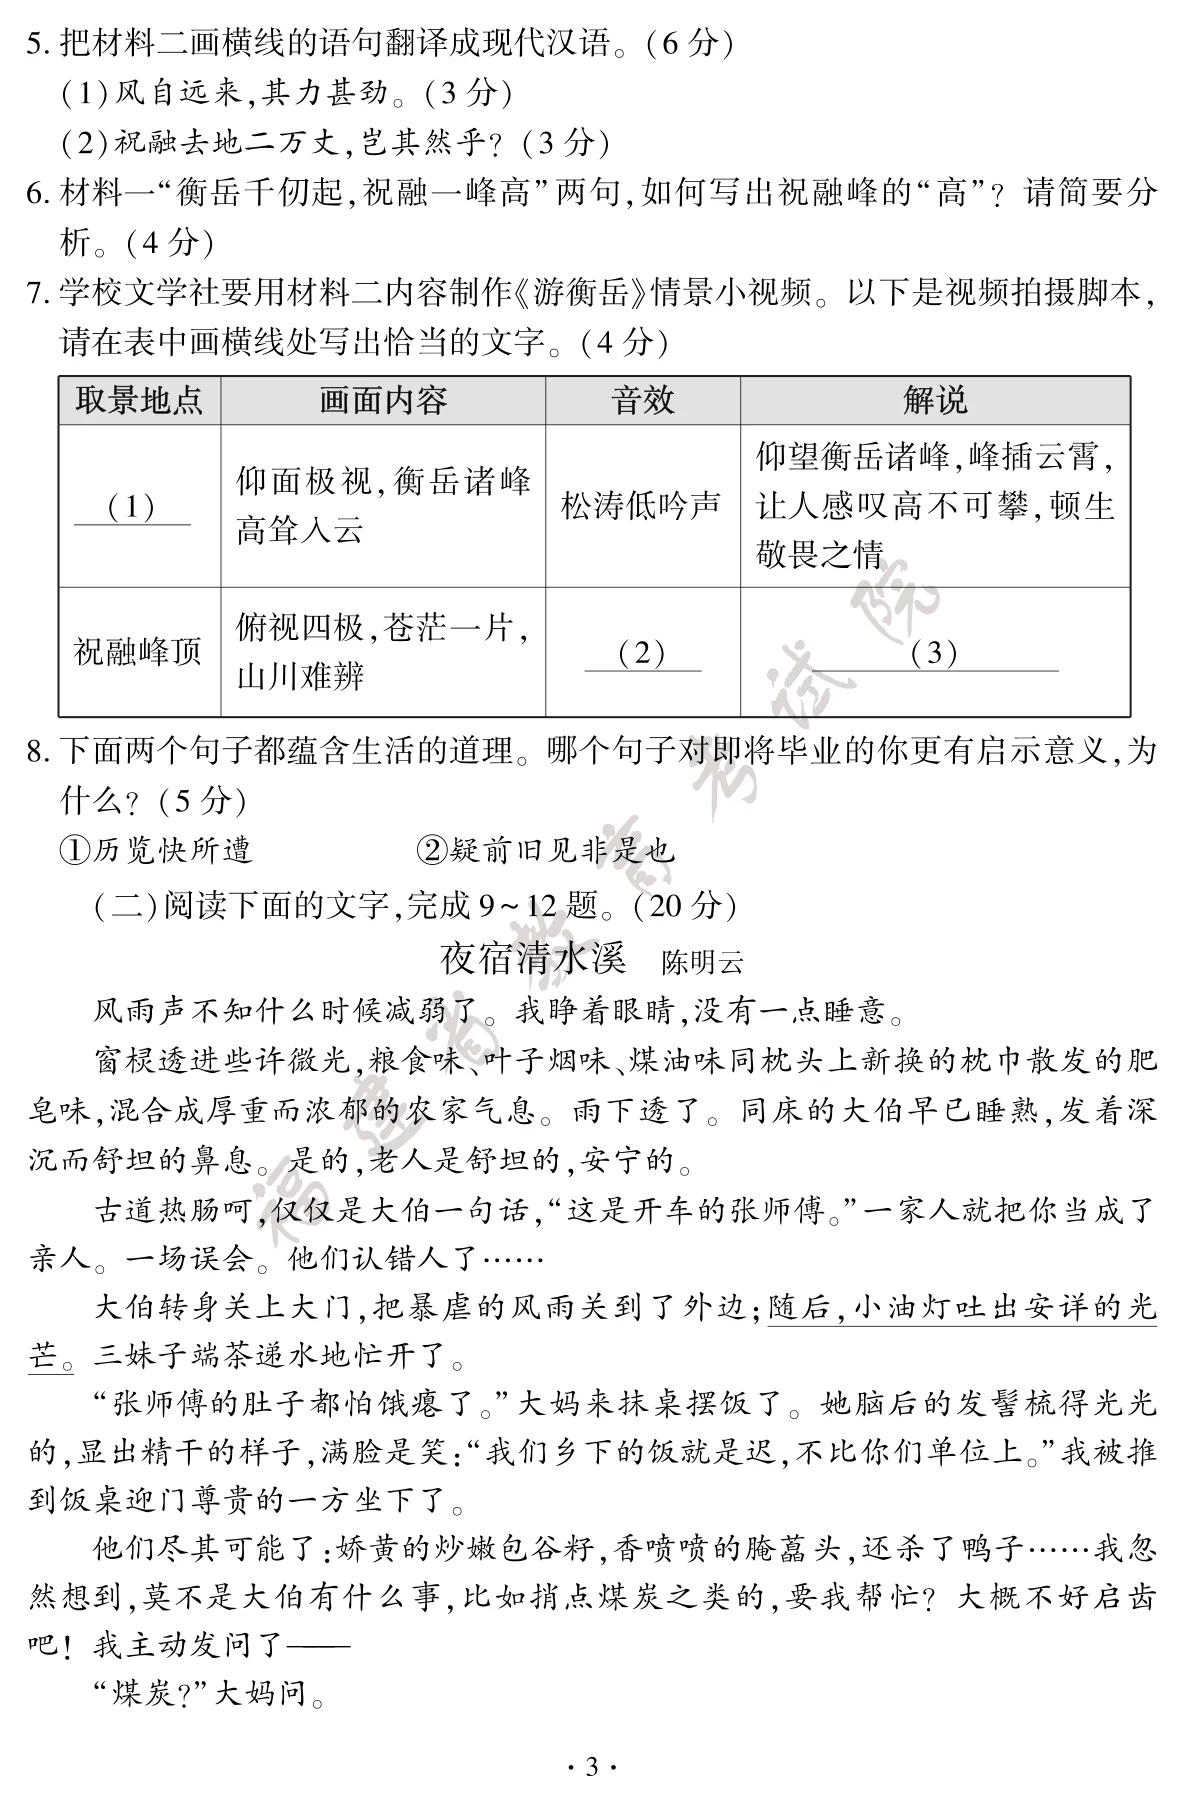 5. 把材料二画横线的语句翻译成现代汉语。(6 分)
(1)风自远来,其力甚劲。(3 分)
(2)祝融去地二万丈,岂其然乎? (3 分)
6. 材料一“衡岳千仞起,祝融一峰高”两句,如何写出祝融峰的“高”? 请简要分
析。(4 分)
7. 学校文学社要用材料二内容制作《游衡岳》情景小视频。以下是视频拍摄脚本,
请在表中画横线处写出恰当的文字。(4 分)
取景地点 画面内容 音效 解说
(1) 仰面极视,衡岳诸峰高耸入云 松涛低吟声 仰望衡岳诸峰,峰插云霄,让人感叹高不可攀,顿生敬畏之情
祝融峰顶 俯视四极,苍茫一片,山川难辨 (2) (3)
8. 下面两个句子都蕴含生活的道理。哪个句子对即将毕业的你更有启示意义,为
什么? (5 分)
①历览快所遭 ②疑前旧见非是也
(二)阅读下面的文字,完成 9~12 题。(20 分)
夜宿清水溪 陈明云
风雨声不知什么时候减弱了。我睁着眼睛,没有一点睡意。
窗棂透进些许微光,粮食味、叶子烟味、煤油味同枕头上新换的枕巾散发的肥
皂味,混合成厚重而浓郁的农家气息。雨下透了。同床的大伯早已睡熟,发着深
沉而舒坦的鼻息。是的,老人是舒坦的,安宁的。
古道热肠呵,仅仅是大伯一句话,“这是开车的张师傅。”一家人就把你当成了
亲人。一场误会。他们认错人了……
大伯转身关上大门,把暴虐的风雨关到了外边;随后,小油灯吐出安详的光
芒。三妹子端茶递水地忙开了。
“张师傅的肚子都怕饿瘪了。”大妈来抹桌摆饭了。她脑后的发髻梳得光光
的,显出精干的样子,满脸是笑:“我们乡下的饭就是迟,不比你们单位上。”我被推
到饭桌迎门尊贵的一方坐下了。
他们尽其可能了:娇黄的炒嫩包谷籽,香喷喷的腌藠头,还杀了鸭子……我忽
然想到,莫不是大伯有什么事,比如捎点煤炭之类的,要我帮忙? 大概不好启齿
吧! 我主动发问了——
“煤炭?”大妈问。
· 3 ·
福建省教育考试院